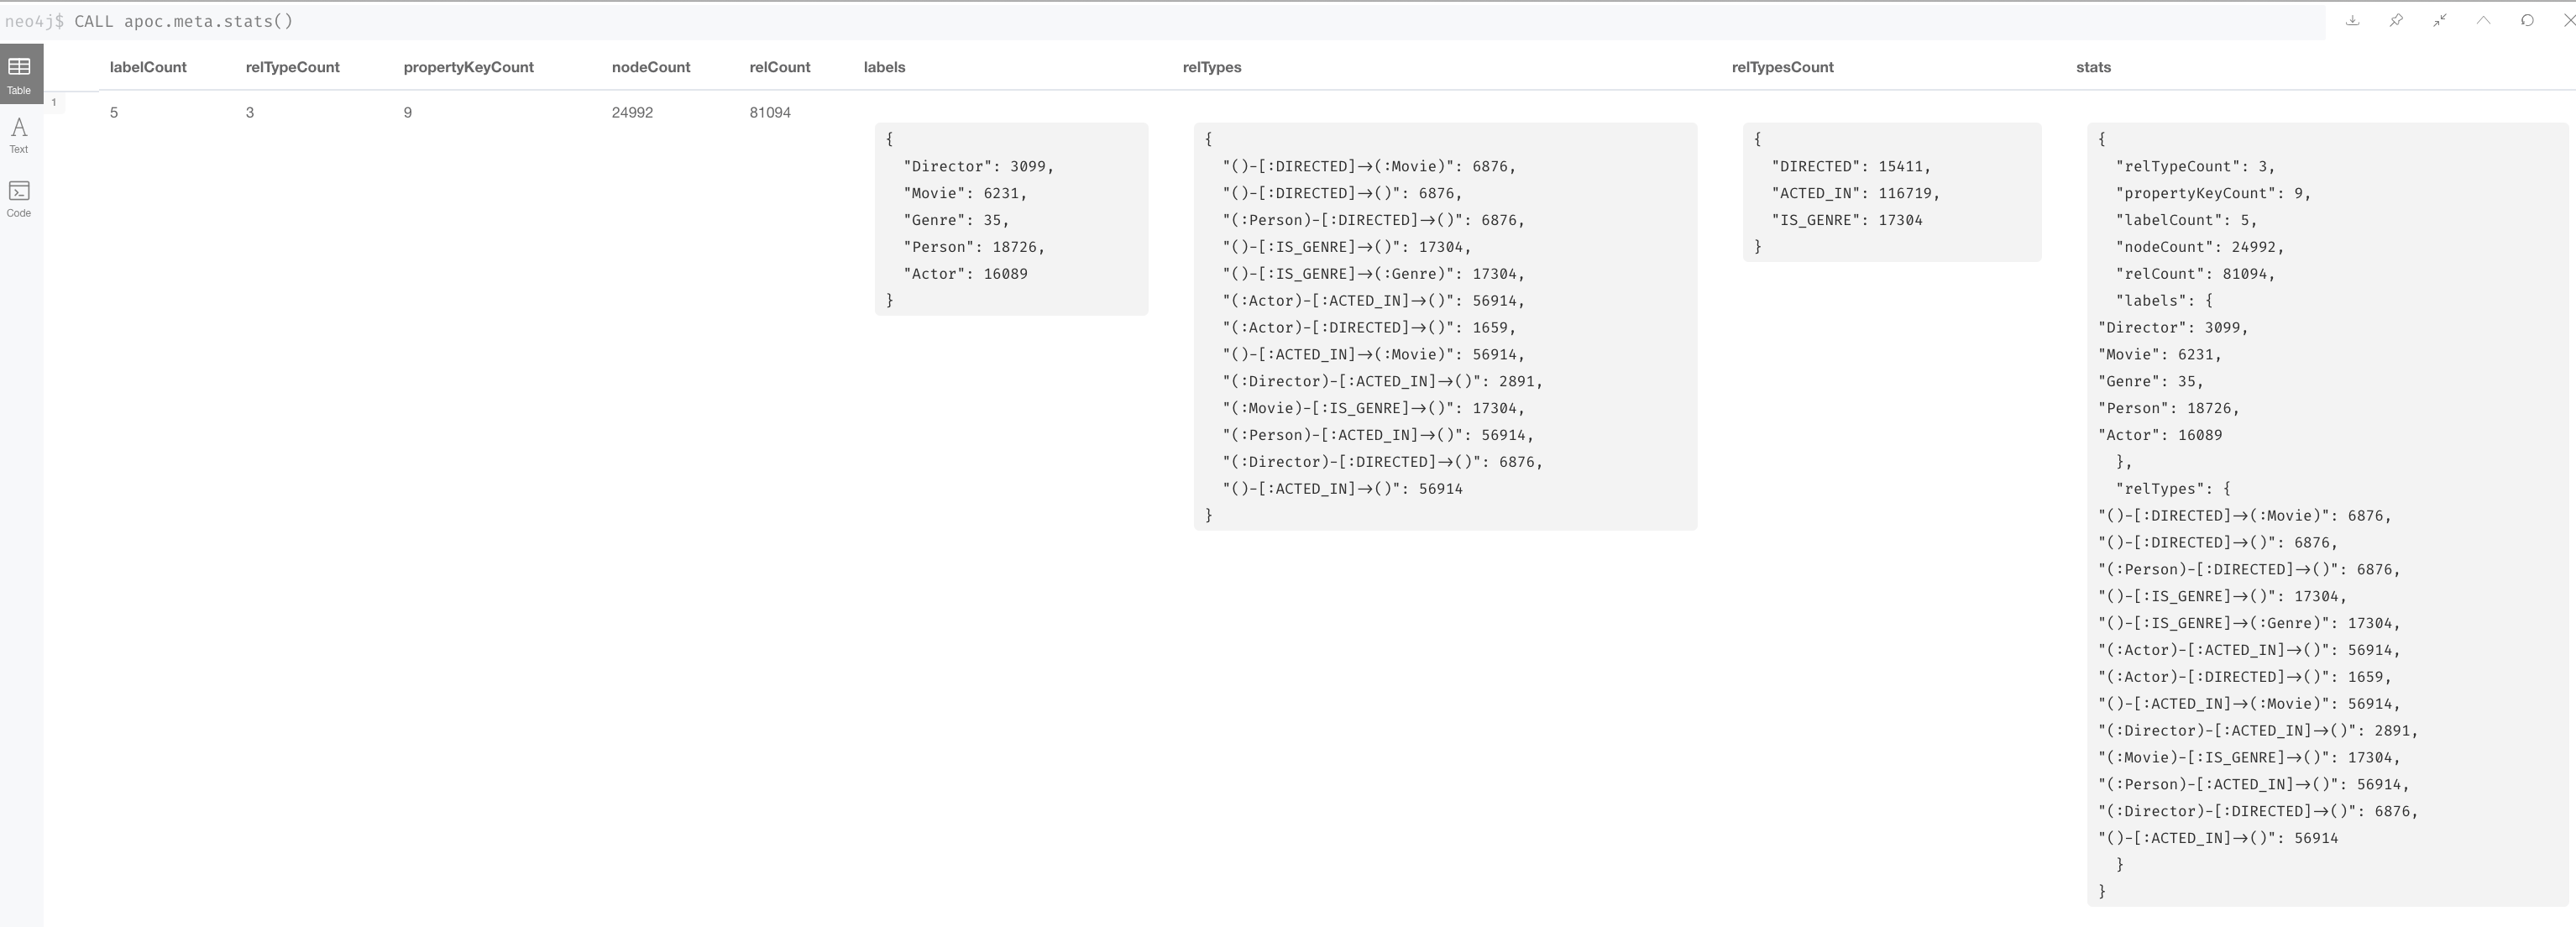 neo4j$ CALL apoc.meta.stats()
Table
Text
Code
labelCount relTypeCount propertyKeyCount nodeCount relCount labels relTypes relTypesCount stats
1
5 3 9 24992 81094
{
"Director": 3099,
"Movie": 6231,
"Genre": 35,
"Person": 18726,
"Actor": 16089
}
{
"()-[:DIRECTED]→(:Movie)": 6876,
"()-[:DIRECTED]→()": 6876,
"(:Person)-[:DIRECTED]→()": 6876,
"()-[:IS_GENRE]→()": 17304,
"()-[:IS_GENRE]→(:Genre)": 17304,
"(:Actor)-[:ACTED_IN]→()": 56914,
"(:Actor)-[:DIRECTED]→()": 1659,
"()-[:ACTED_IN]→(:Movie)": 56914,
"(:Director)-[:ACTED_IN]→()": 2891,
"(:Movie)-[:IS_GENRE]→()": 17304,
"(:Person)-[:ACTED_IN]→()": 56914,
"(:Director)-[:DIRECTED]→()": 6876,
"()-[:ACTED_IN]→()": 56914
}
{
"DIRECTED": 15411,
"ACTED_IN": 116719,
"IS_GENRE": 17304
}
{
"relTypeCount": 3,
"propertyKeyCount": 9,
"labelCount": 5,
"nodeCount": 24992,
"relCount": 81094,
"labels": {
"Director": 3099,
"Movie": 6231,
"Genre": 35,
"Person": 18726,
"Actor": 16089
},
"relTypes": {
"()-[:DIRECTED]→(:Movie)": 6876,
"()-[:DIRECTED]→()": 6876,
"(:Person)-[:DIRECTED]→()": 6876,
"()-[:IS_GENRE]→()": 17304,
"()-[:IS_GENRE]→(:Genre)": 17304,
"(:Actor)-[:ACTED_IN]→()": 56914,
"(:Actor)-[:DIRECTED]→()": 1659,
"()-[:ACTED_IN]→(:Movie)": 56914,
"(:Director)-[:ACTED_IN]→()": 2891,
"(:Movie)-[:IS_GENRE]→()": 17304,
"(:Person)-[:ACTED_IN]→()": 56914,
"(:Director)-[:DIRECTED]→()": 6876,
"()-[:ACTED_IN]→()": 56914
}
}